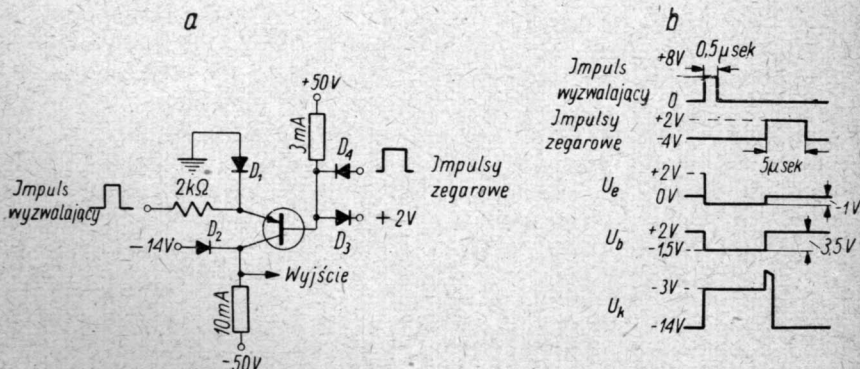 a
+50V
3mA
D₄
D₁
Impulsy
zegarowe
Impuls
wyzwalający
2kΩ
D₂
+2V
D₃
-14V
Wyjście
10mA
-50V
b
+8V 0,5μsek
Impuls
wyzwalający
0
Impulsy
zegarowe
+2V
-4V
5μsek
+2V
Uₑ
0V
-1V
U_b
+2V
-1,5V
3,5V
-3V
Uₖ
-14V